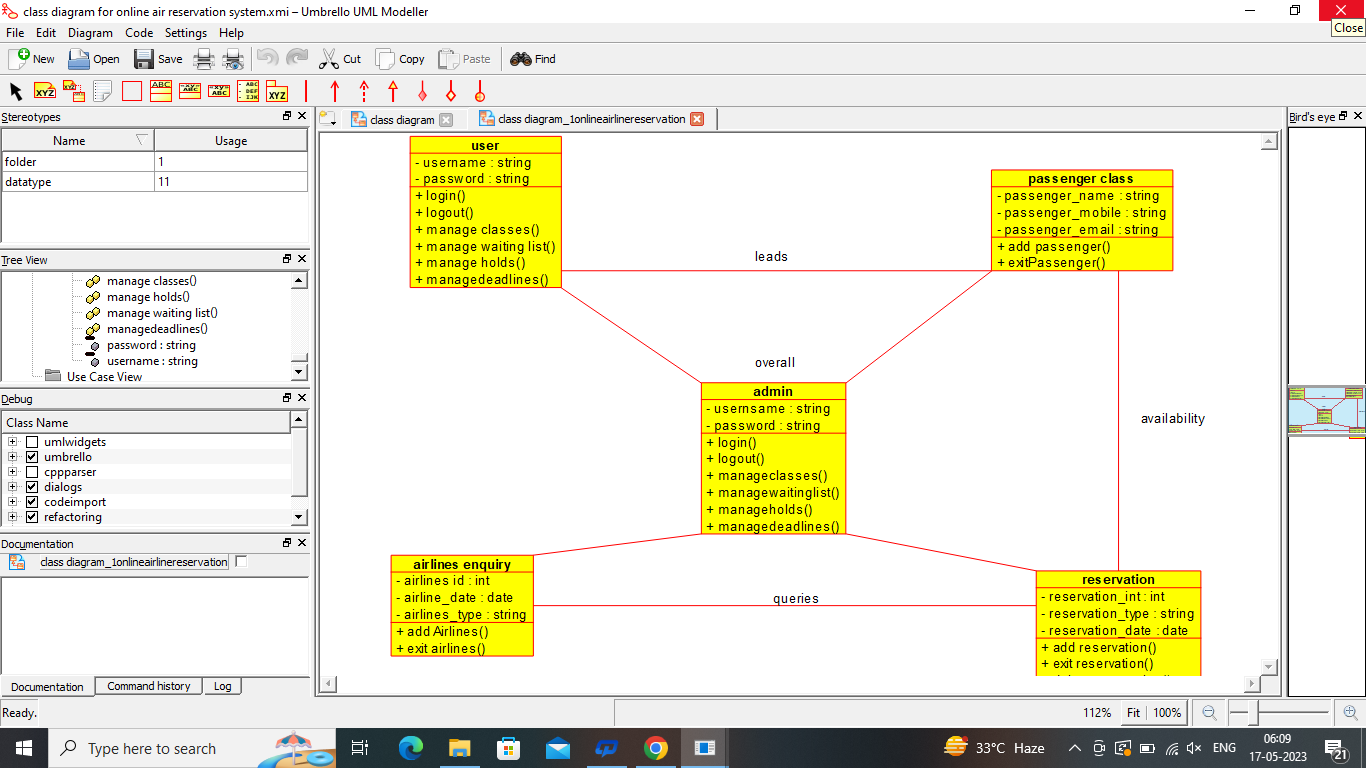 class diagram for online air reservation system.xmi – Umbrello UML Modeller
Close
File Edit Diagram Code Settings Help
New Open Save Cut Copy Paste Find
XYZ XYZ ABC -xy= ABC -xy= ABC ABC DEF IJK XYZ
Stereotypes
Name Usage
folder 1
datatype 11
Tree View
manage classes()
manage holds()
manage waiting list()
managedeadlines()
password : string
username : string
Use Case View
Debug
Class Name
umlwidgets
umbrello
cppparser
dialogs
codeimport
refactoring
Documentation
class diagram_1onlineairlinereservation
Documentation Command history Log
class diagram
class diagram_1onlineairlinereservation
user
- username : string
- password : string
+ login()
+ logout()
+ manage classes()
+ manage waiting list()
+ manage holds()
+ managedeadlines()
leads
passenger class
- passenger_name : string
- passenger_mobile : string
- passenger_email : string
+ add passenger()
+ exitPassenger()
overall
admin
- usernsame : string
- password : string
+ login()
+ logout()
+ manageclasses()
+ managewaitinglist()
+ manageholds()
+ managedeadlines()
availability
airlines enquiry
- airlines id : int
- airline_date : date
- airlines_type : string
+ add Airlines()
+ exit airlines()
queries
reservation
- reservation_int : int
- reservation_type : string
- reservation_date : date
+ add reservation()
+ exit reservation()
Bird's eye
Ready.
112% Fit 100%
Type here to search
33°C Haze
ENG
06:09
17-05-2023
21